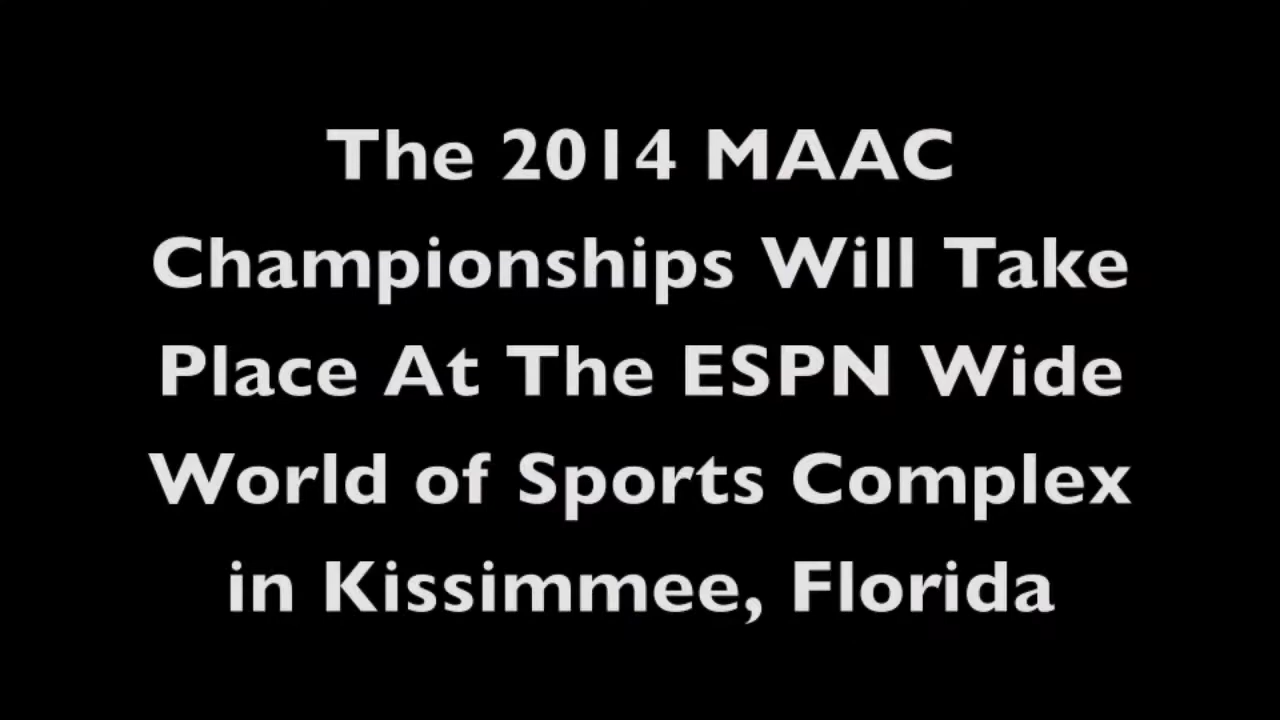 The 2014 MAAC
Championships Will Take
Place At The ESPN Wide
World of Sports Complex
in Kissimmee, Florida